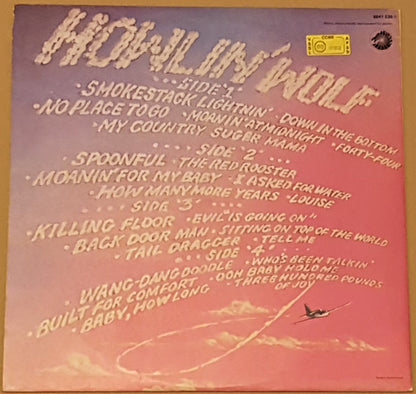 HOWLIN' WOLF
.... SIDE '1' ....
• SMOKESTACK LIGHTNIN' • DOWN IN THE BOTTOM
• NO PLACE TO GO • MOANIN' AT MIDNIGHT • FORTY-FOUR
• MY COUNTRY SUGER MAMA
.... SIDE '2' ....
SPOONFUL • THE RED ROOSTER
• MOANIN' FOR MY BABY • I ASKED FOR WATER
• HOW MANY MORE YEARS • LOUISE
.... SIDE '3' ....
• KILLING FLOOR • EVIL "IS GOING ON"
• BACK DOOR MAN • SITTING ON TOP OF THE WORLD
• TAIL DRAGGER • TELL ME
.... SIDE '4' ....
• WANG-DANG DOODLE • WHO'S BEEN TALKIN'
• BUILT FOR COMFORT • OOH BABY HOLD ME
• BABY, HOW LONG • THREE HUNDRED POUNDS
OF JOY